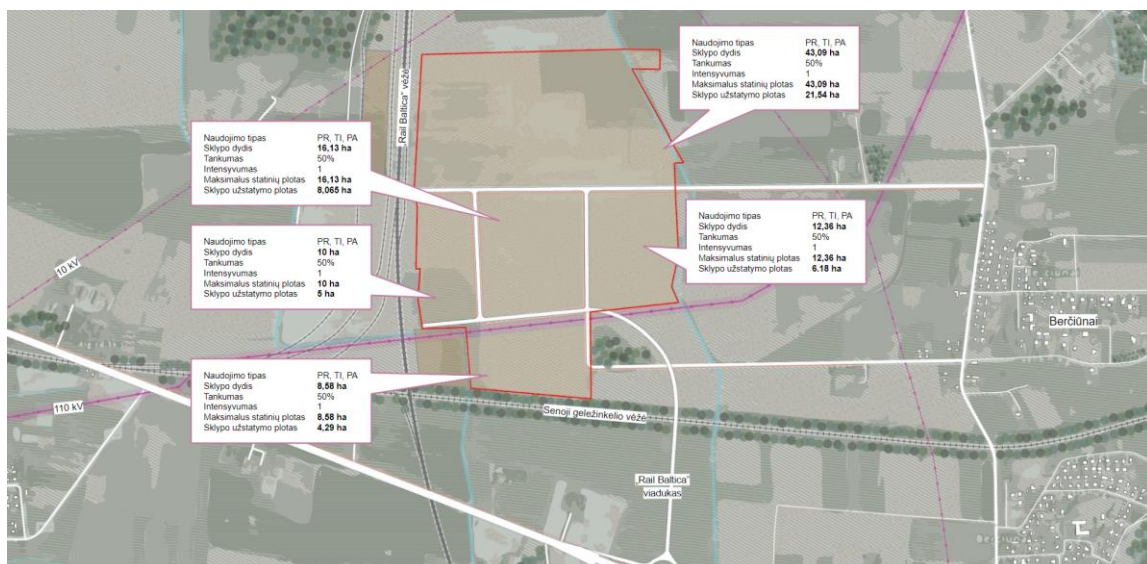 Naudojimo tipas PR, TI, PA
Sklypo dydis 43,09 ha
Tankumas 50%
Intensyvumas 1
Maksimalus statinių plotas 43,09 ha
Sklypo užstatymo plotas 21,54 ha
„Rail Baltica“ vėžė
Naudojimo tipas PR, TI, PA
Sklypo dydis 16,13 ha
Tankumas 50%
Intensyvumas 1
Maksimalus statinių plotas 16,13 ha
Sklypo užstatymo plotas 8,065 ha
Naudojimo tipas PR, TI, PA
Sklypo dydis 12,36 ha
Tankumas 50%
Intensyvumas 1
Maksimalus statinių plotas 12,36 ha
Sklypo užstatymo plotas 6.18 ha
Naudojimo tipas PR, TI, PA
Sklypo dydis 10 ha
Tankumas 50%
Intensyvumas 1
Maksimalus statinių plotas 10 ha
Sklypo užstatymo plotas 5 ha
10 kV
Berčiūnai
Naudojimo tipas PR, TI, PA
Sklypo dydis 8,58 ha
Tankumas 50%
Intensyvumas 1
Maksimalus statinių plotas 8,58 ha
Sklypo užstatymo plotas 4,29 ha
110 kV
Senoji geležinkelio vėžė
„Rail Baltica“
viadukas